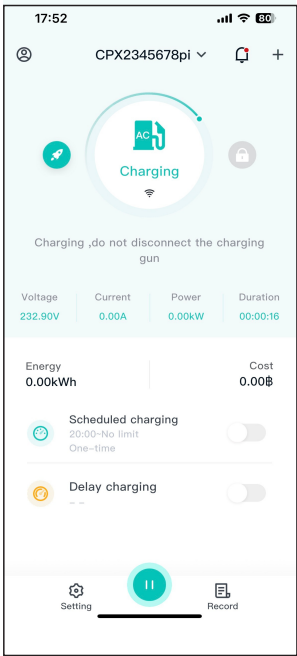 17:52
80
CPX2345678pi
AC
Charging
Charging ,do not disconnect the charging
gun
Voltage Current Power Duration
232.90V 0.00A 0.00kW 00:00:16
Energy Cost
0.00kWh 0.00฿
Scheduled charging
20:00~No limit
One-time
Delay charging
– –
Setting Record